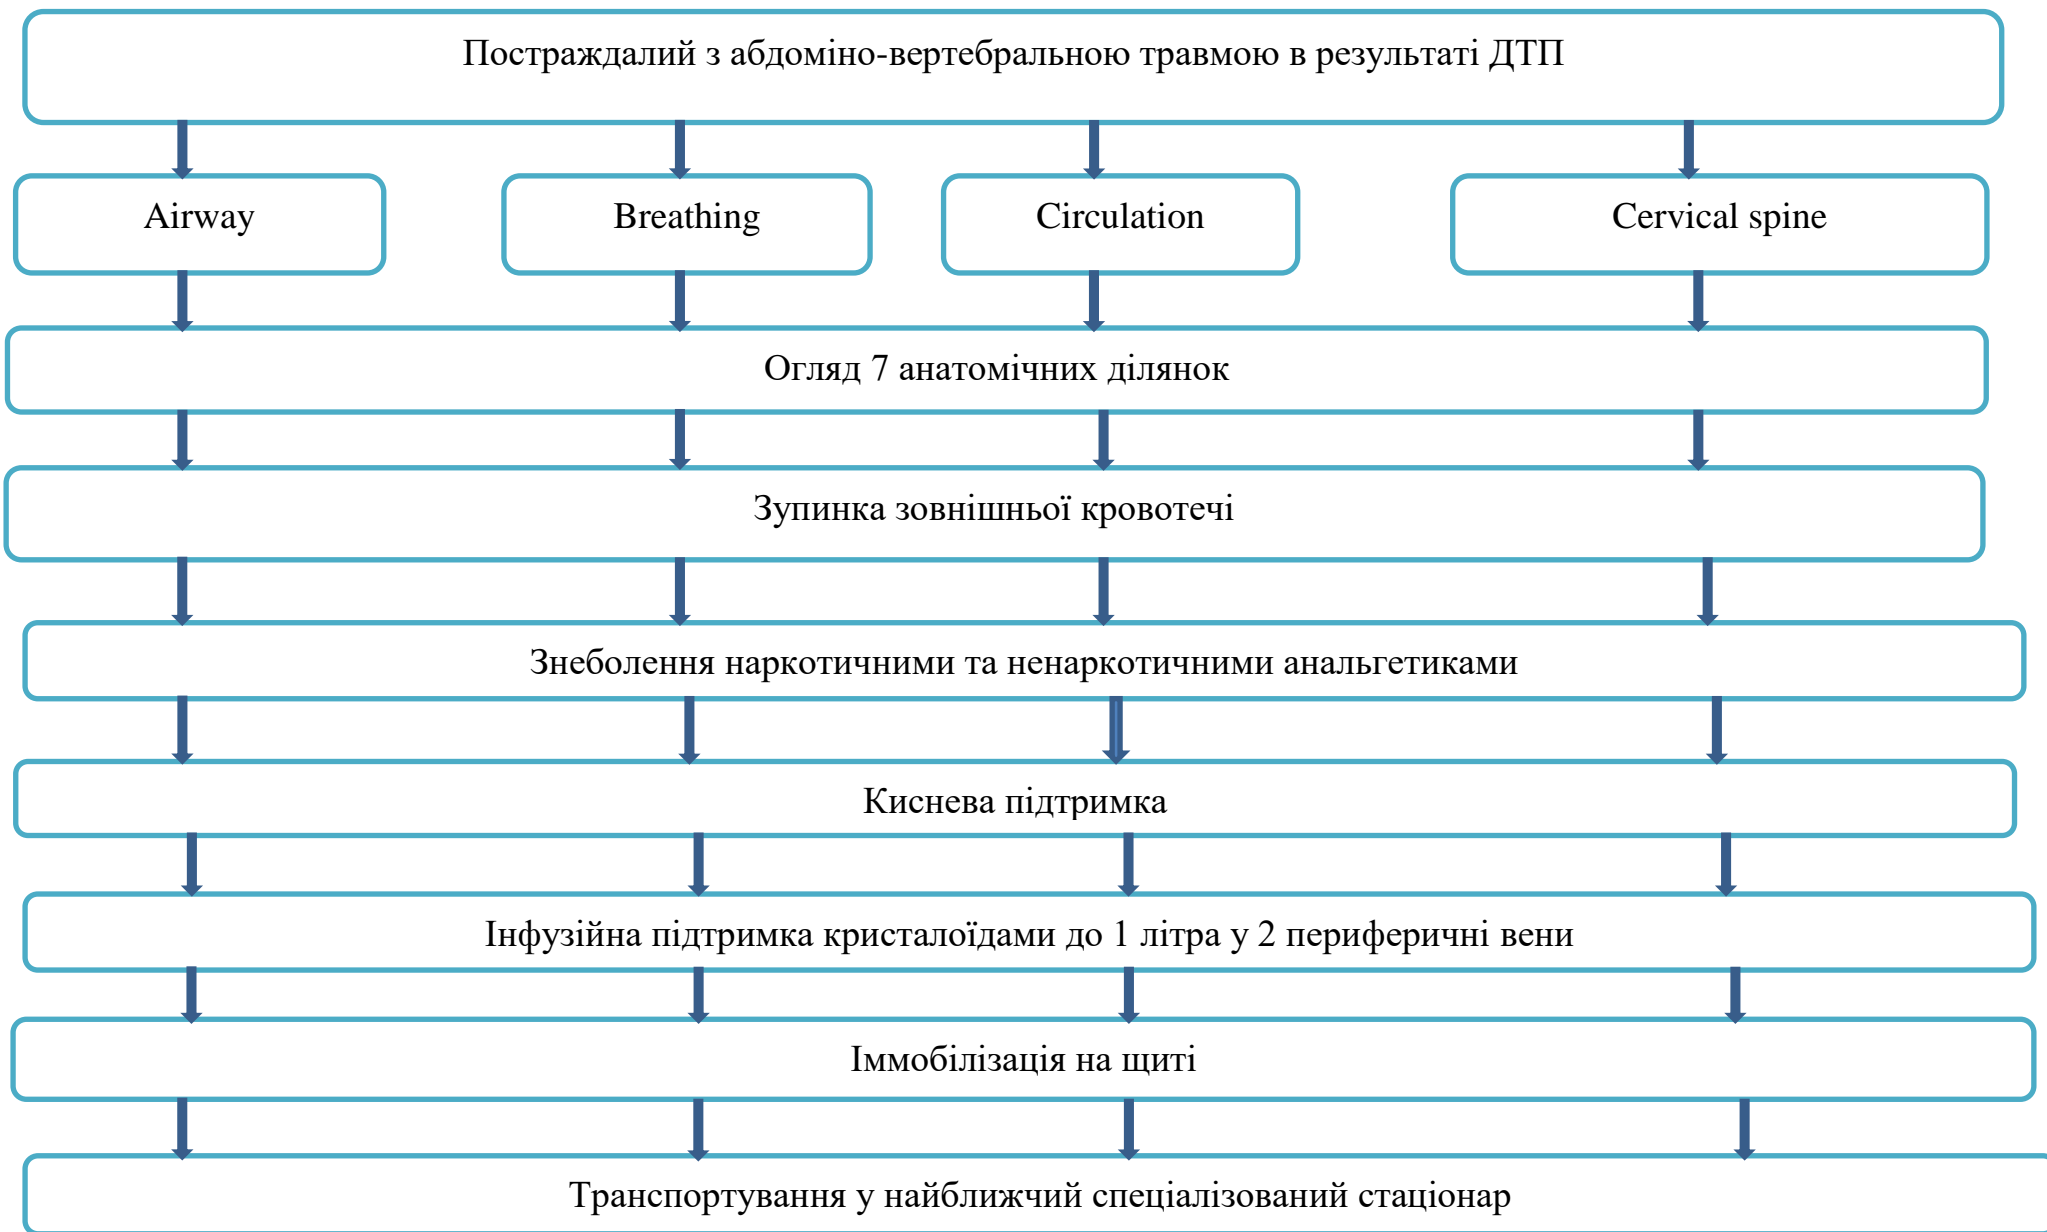 Постраждалий з абдоміно-вертебральною травмою в результаті ДТП
Airway
Breathing
Circulation
Cervical spine
Огляд 7 анатомічних ділянок
Зупинка зовнішньої кровотечі
Знеболення наркотичними та ненаркотичними анальгетиками
Киснева підтримка
Інфузійна підтримка кристалоїдами до 1 літра у 2 периферичні вени
Іммобілізація на щиті
Транспортування у найближчий спеціалізований стаціонар